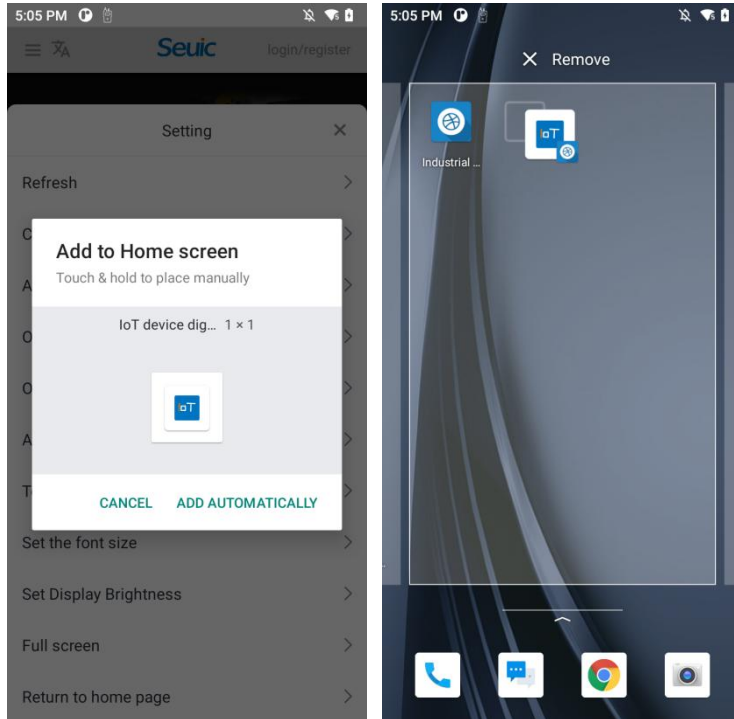 5:05 PM
Seuic
login/register
Setting
Refresh
Add to Home screen
Touch & hold to place manually
IoT device dig... 1 × 1
IoT
CANCEL
ADD AUTOMATICALLY
Set the font size
Set Display Brightness
Full screen
Return to home page
5:05 PM
Remove
Industrial ...
IoT